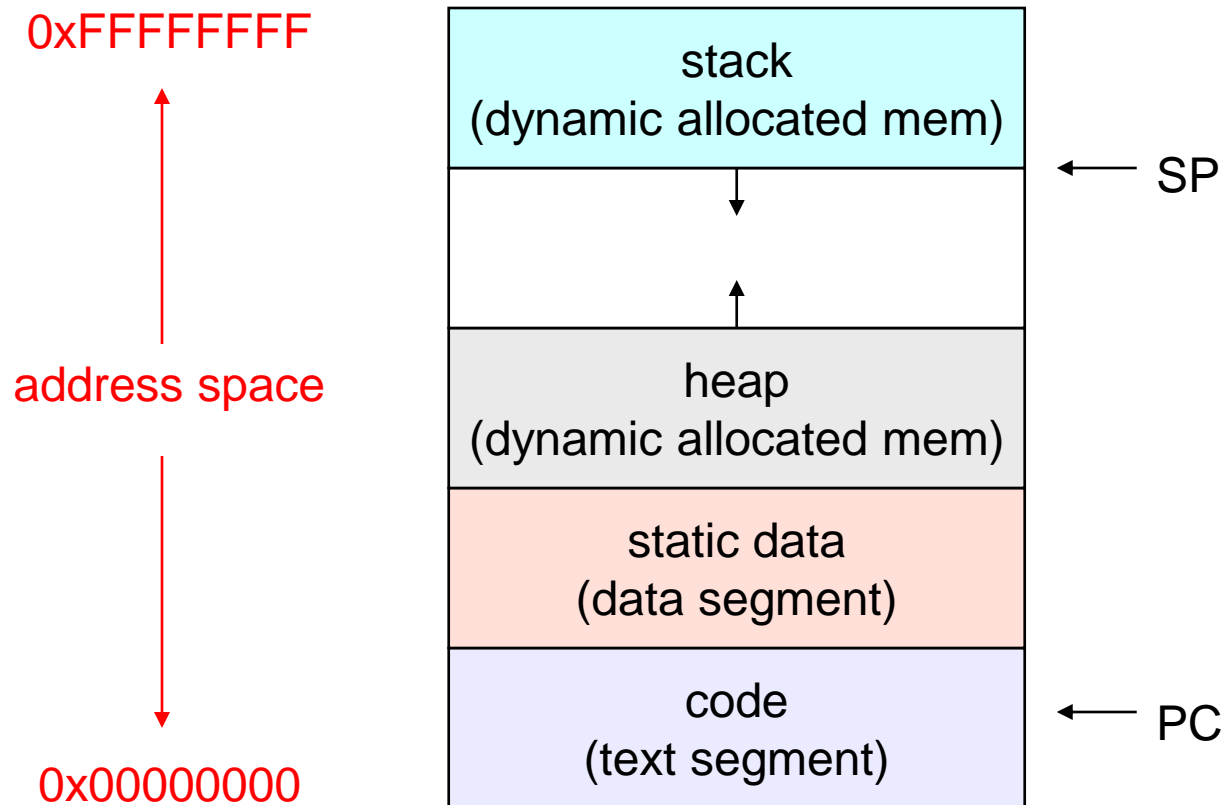 0xFFFFFFFF
stack
(dynamic allocated mem)
SP
address space
heap
(dynamic allocated mem)
static data
(data segment)
code
(text segment)
PC
0x00000000